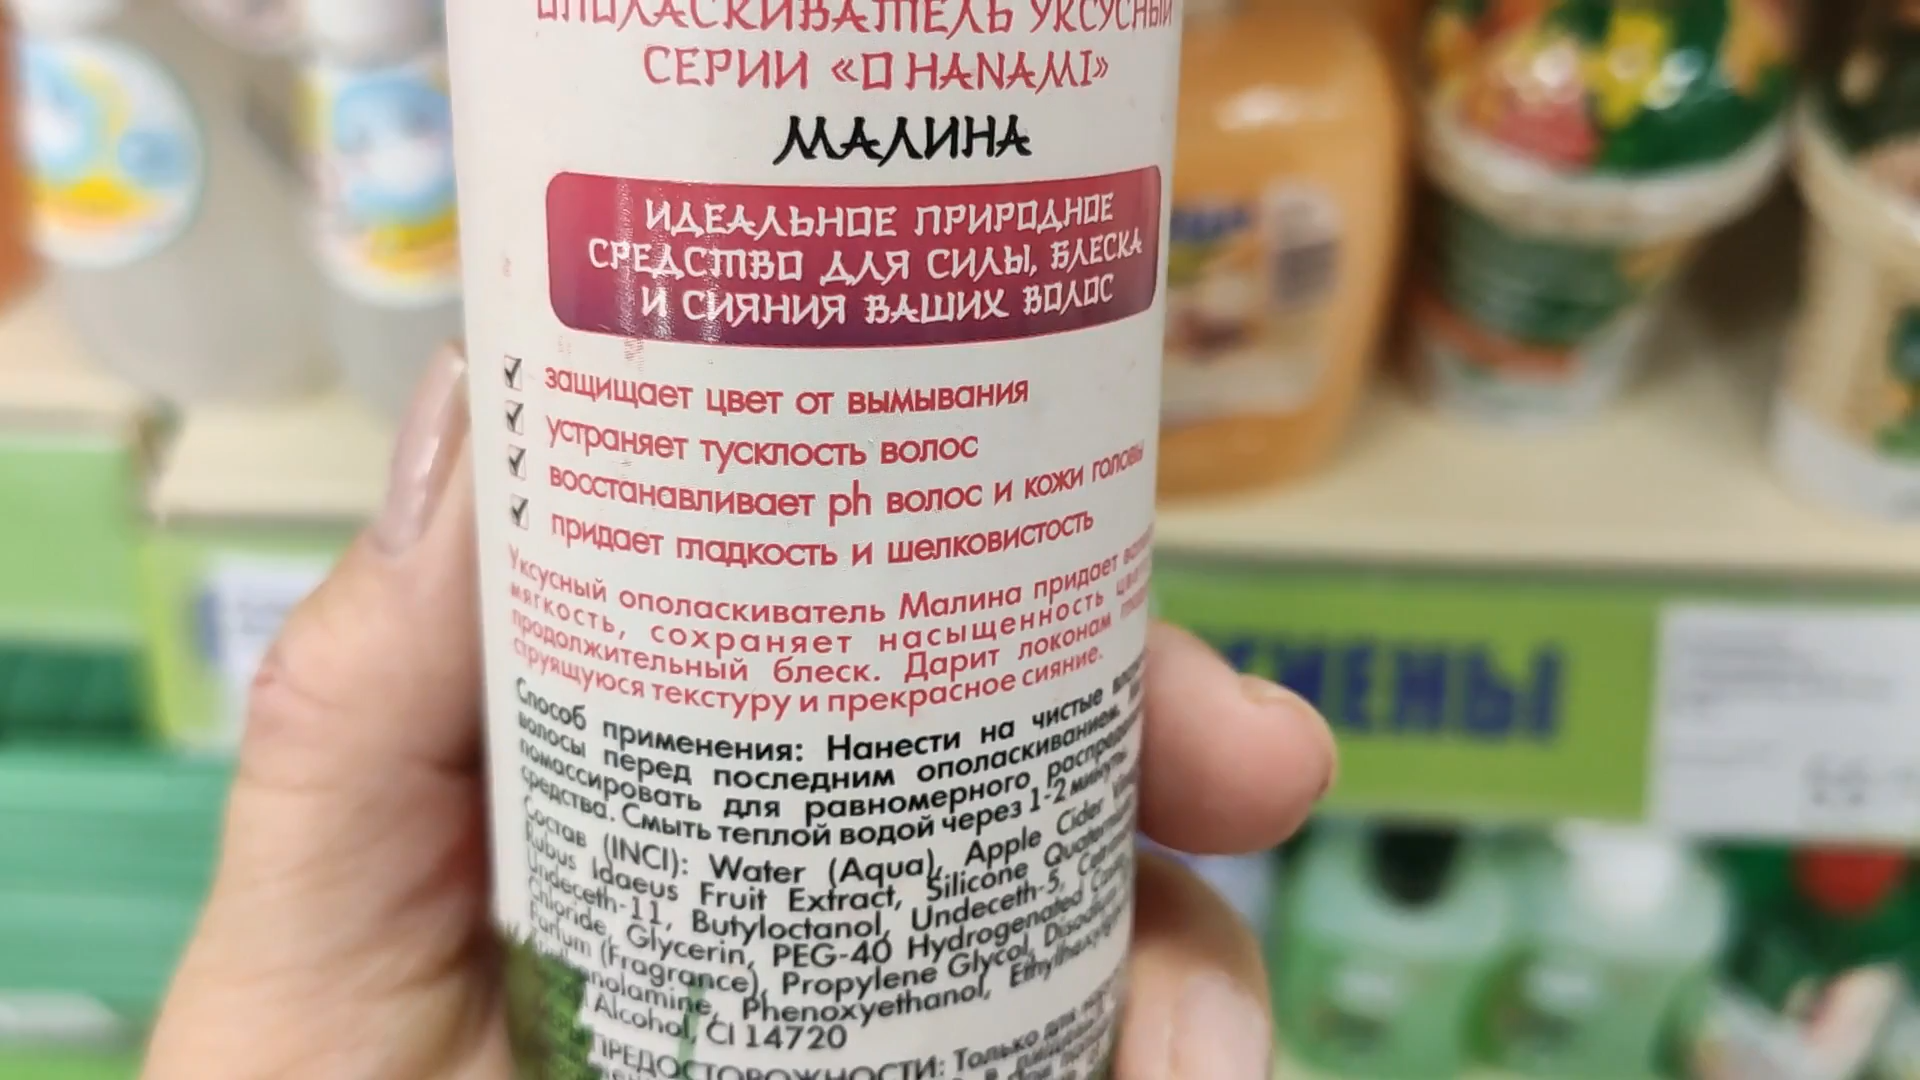 ОПОЛАСКИВАТЕЛЬ УКСУСНЫЙ
СЕРИИ «O HANAMI»
МАЛИНА
ИДЕАЛЬНОЕ ПРИРОДНОЕ
СРЕДСТВО ДЛЯ СИЛЫ, БЛЕСКА
И СИЯНИЯ ВАШИХ ВОЛОС
защищает цвет от вымывания
устраняет тусклость волос
восстанавливает ph волос и кожи головы
придает гладкость и шелковистость
Уксусный ополаскиватель Малина придает
мягкость, сохраняет насыщенность
продолжительный блеск. Дарит локонам
струящуюся текстуру и прекрасное сияние.
Способ применения: Нанести на чистые
волосы перед последним ополаскиванием.
помассировать для равномерного
средства. Смыть теплой водой через 1-2 минуты.
Состав (INCI): Water (Aqua), Apple Cider
Rubus Idaeus Fruit Extract, Silicone
Undeceth-11, Butyloctanol, Undeceth-5,
Chloride, Glycerin, PEG-40 Hydrogenated
Parfum (Fragrance), Propylene Glycol,
Phenoxyethanol,
Alcohol, CI 14720
ПРЕДОСТОРОЖНОСТИ: Только для